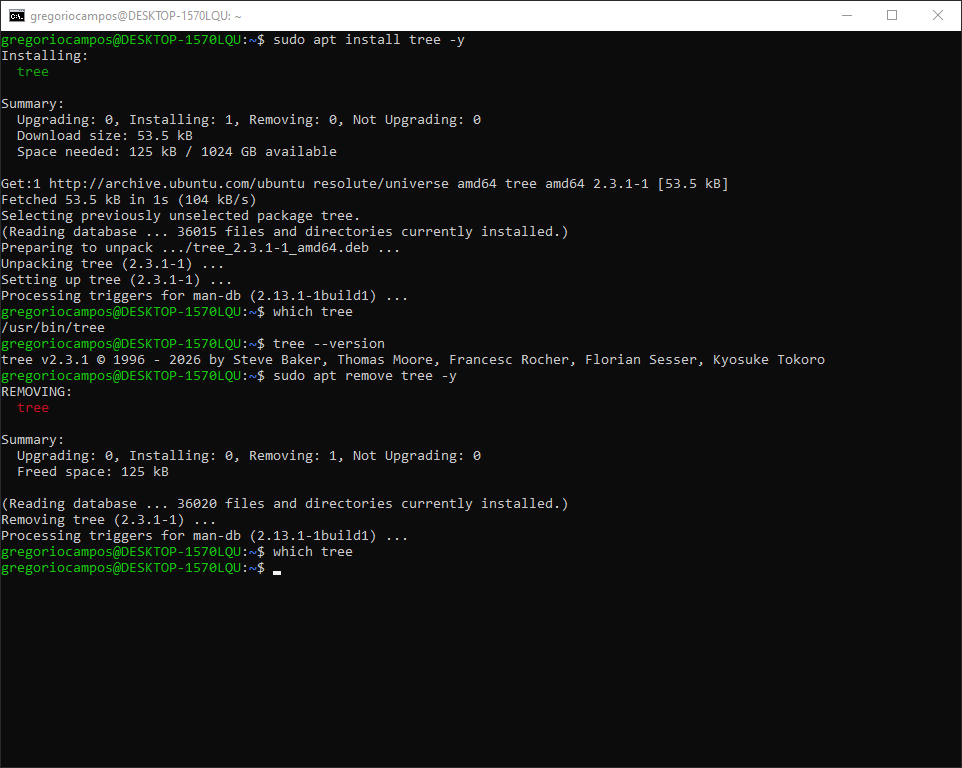 gregoriocampos@DESKTOP-1570LQU: ~
gregoriocampos@DESKTOP-1570LQU:~$ sudo apt install tree -y
Installing:
  tree

Summary:
  Upgrading: 0, Installing: 1, Removing: 0, Not Upgrading: 0
  Download size: 53.5 kB
  Space needed: 125 kB / 1024 GB available

Get:1 http://archive.ubuntu.com/ubuntu resolute/universe amd64 tree amd64 2.3.1-1 [53.5 kB]
Fetched 53.5 kB in 1s (104 kB/s)
Selecting previously unselected package tree.
(Reading database ... 36015 files and directories currently installed.)
Preparing to unpack .../tree_2.3.1-1_amd64.deb ...
Unpacking tree (2.3.1-1) ...
Setting up tree (2.3.1-1) ...
Processing triggers for man-db (2.13.1-1build1) ...
gregoriocampos@DESKTOP-1570LQU:~$ which tree
/usr/bin/tree
gregoriocampos@DESKTOP-1570LQU:~$ tree --version
tree v2.3.1 © 1996 - 2026 by Steve Baker, Thomas Moore, Francesc Rocher, Florian Sesser, Kyosuke Tokoro
gregoriocampos@DESKTOP-1570LQU:~$ sudo apt remove tree -y
REMOVING:
  tree

Summary:
  Upgrading: 0, Installing: 0, Removing: 1, Not Upgrading: 0
  Freed space: 125 kB

(Reading database ... 36020 files and directories currently installed.)
Removing tree (2.3.1-1) ...
Processing triggers for man-db (2.13.1-1build1) ...
gregoriocampos@DESKTOP-1570LQU:~$ which tree
gregoriocampos@DESKTOP-1570LQU:~$